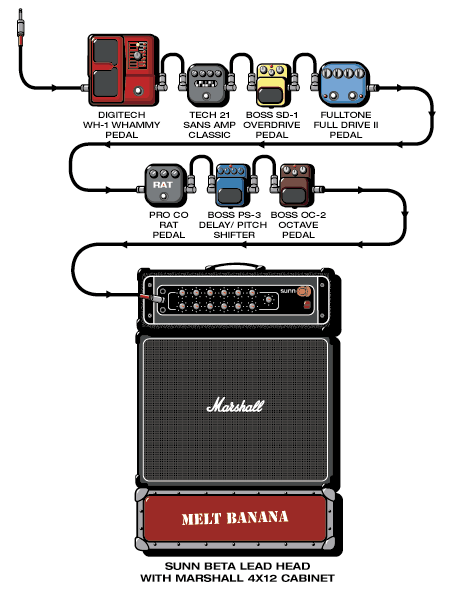 DIGITECH
WH-1 WHAMMY
PEDAL
TECH 21
SANS AMP
CLASSIC
BOSS SD-1
OVERDRIVE
PEDAL
FULLTONE
FULL DRIVE II
PEDAL
RAT
PRO CO
RAT
PEDAL
BOSS PS-3
DELAY/ PITCH
SHIFTER
BOSS OC-2
OCTAVE
PEDAL
sunn
Marshall
MELT BANANA
SUNN BETA LEAD HEAD
WITH MARSHALL 4X12 CABINET